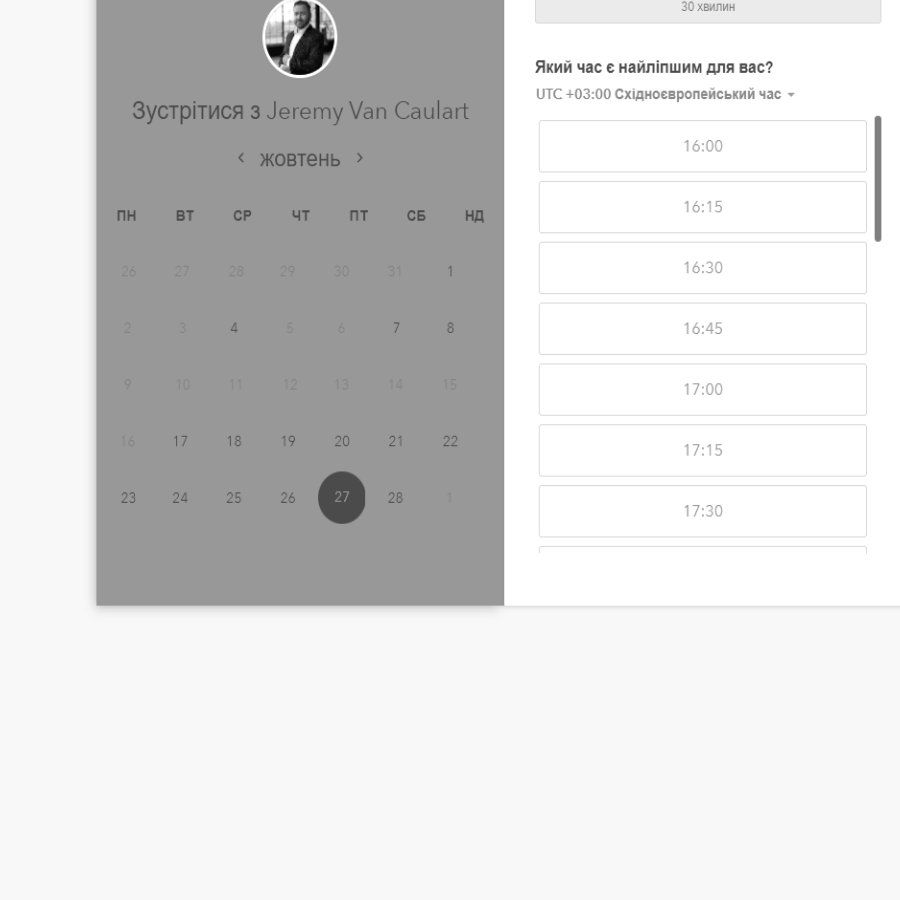 Зустрітися з Jeremy Van Caulart
жовтень
ПН ВТ СР ЧТ ПТ СБ НД
26 27 28 29 30 31 1
2 3 4 5 6 7 8
9 10 11 12 13 14 15
16 17 18 19 20 21 22
23 24 25 26 27 28 1
30 хвилин
Який час є найліпшим для вас?
UTC +03:00 Східноєвропейський час
16:00
16:15
16:30
16:45
17:00
17:15
17:30